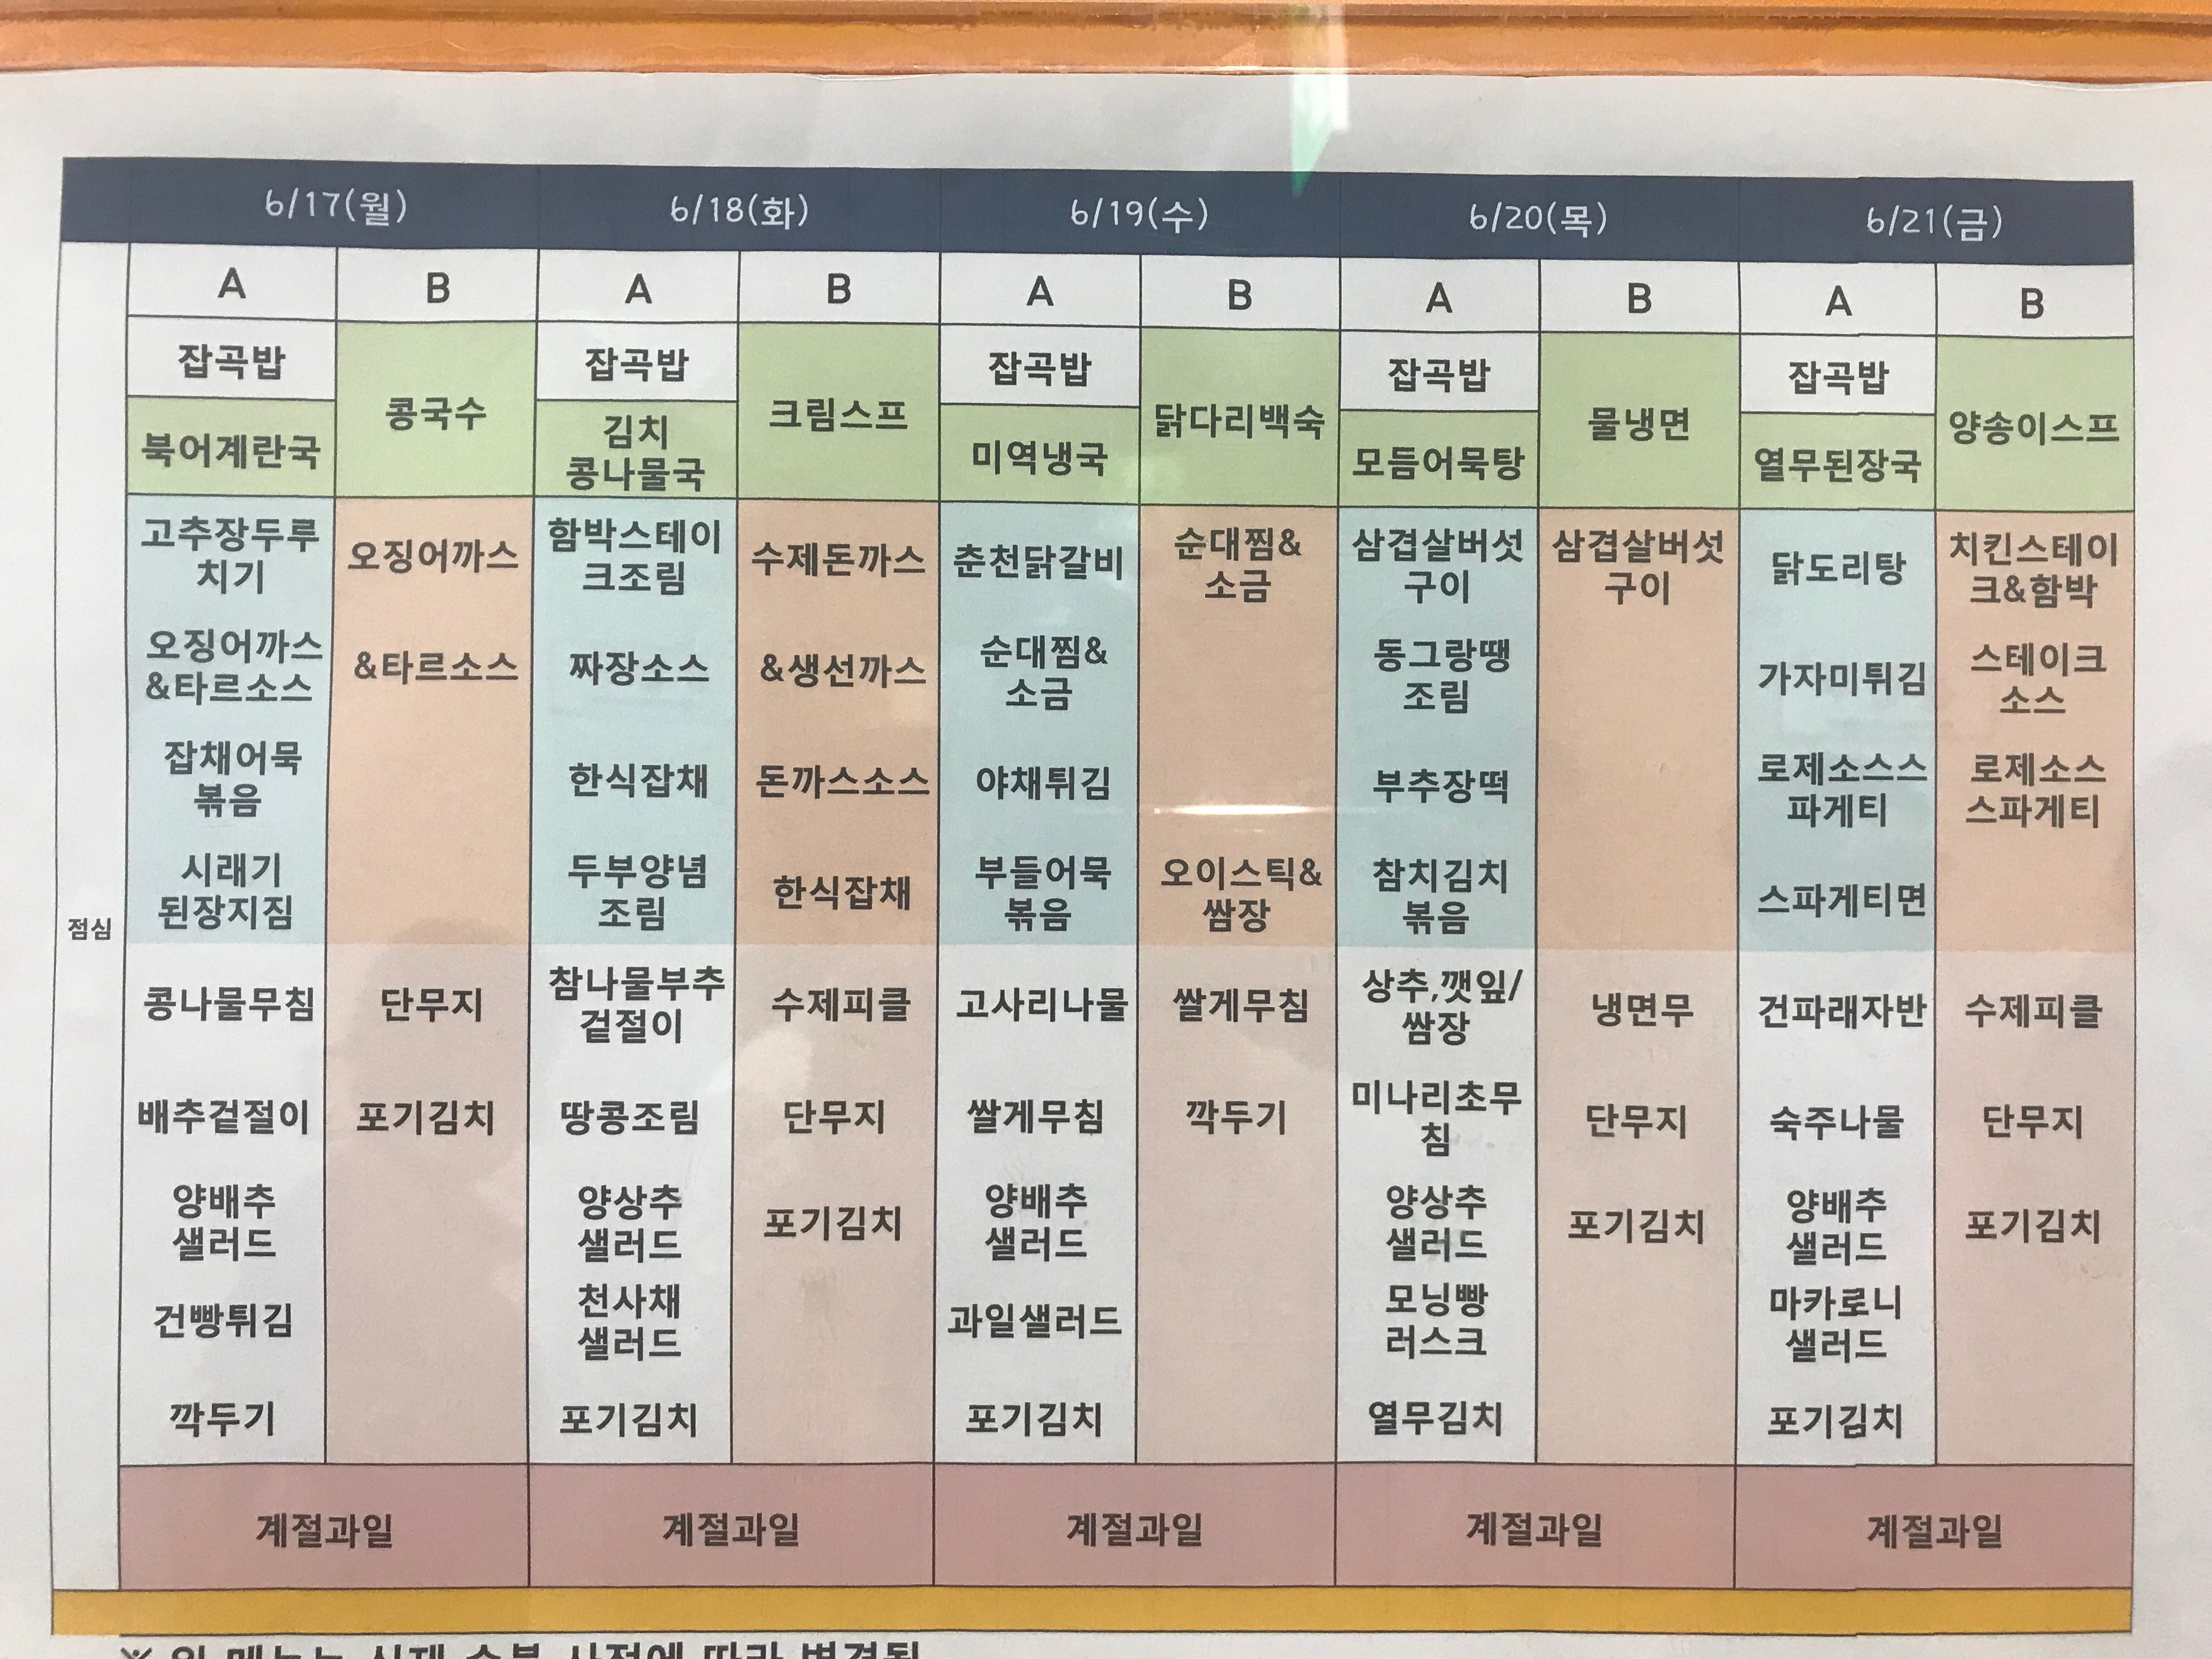 6/17(월) 6/18(화) 6/19(수) 6/20(목) 6/21(금)
A B A B A B A B A B
점심
잡곡밥
북어계란국
고추장두루
치기
오징어까스
&타르소스
잡채어묵
볶음
시래기
된장지짐
콩나물무침
배추겉절이
양배추
샐러드
건빵튀김
깍두기
콩국수
오징어까스
&타르소스
단무지
포기김치
계절과일
잡곡밥
김치
콩나물국
함박스테이
크조림
짜장소스
한식잡채
두부양념
조림
참나물부추
겉절이
땅콩조림
양상추
샐러드
천사채
샐러드
포기김치
크림스프
수제돈까스
&생선까스
돈까스소스
한식잡채
수제피클
단무지
포기김치
계절과일
잡곡밥
미역냉국
춘천닭갈비
순대찜&
소금
야채튀김
부들어묵
볶음
고사리나물
쌀게무침
양배추
샐러드
과일샐러드
포기김치
닭다리백숙
순대찜&
소금
오이스틱&
쌈장
쌀게무침
깍두기
계절과일
잡곡밥
모듬어묵탕
삼겹살버섯
구이
동그랑땡
조림
부추장떡
참치김치
볶음
상추,깻잎/
쌈장
미나리초무
침
양상추
샐러드
모닝빵
러스크
열무김치
물냉면
삼겹살버섯
구이
냉면무
단무지
포기김치
계절과일
잡곡밥
열무된장국
닭도리탕
가자미튀김
로제소스스
파게티
스파게티면
건파래자반
숙주나물
양배추
샐러드
마카로니
샐러드
포기김치
양송이스프
치킨스테이
크&함박
스테이크
소스
로제소스
스파게티
수제피클
단무지
포기김치
계절과일